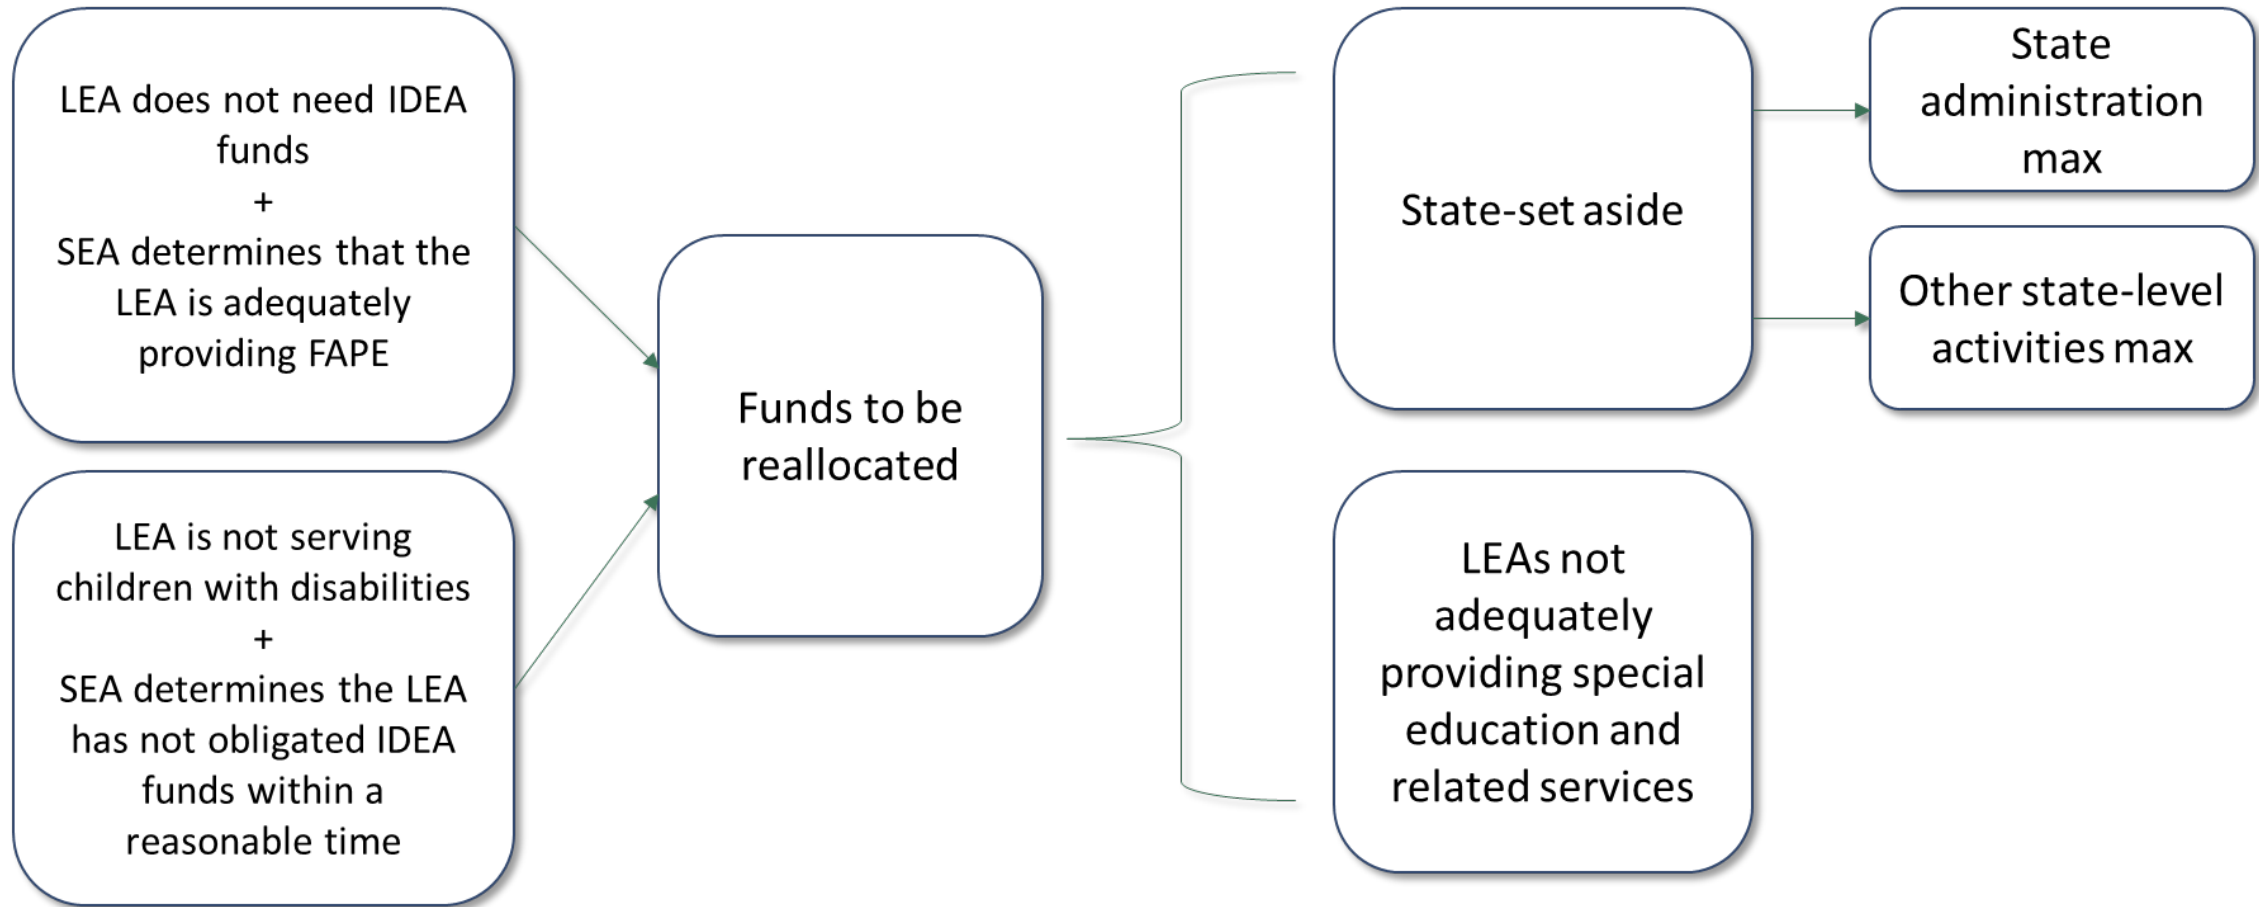 LEA does not need IDEA
funds
+
SEA determines that the
LEA is adequately
providing FAPE
LEA is not serving
children with disabilities
+
SEA determines the LEA
has not obligated IDEA
funds within a
reasonable time
Funds to be
reallocated
State-set aside
LEAs not
adequately
providing special
education and
related services
State
administration
max
Other state-level
activities max